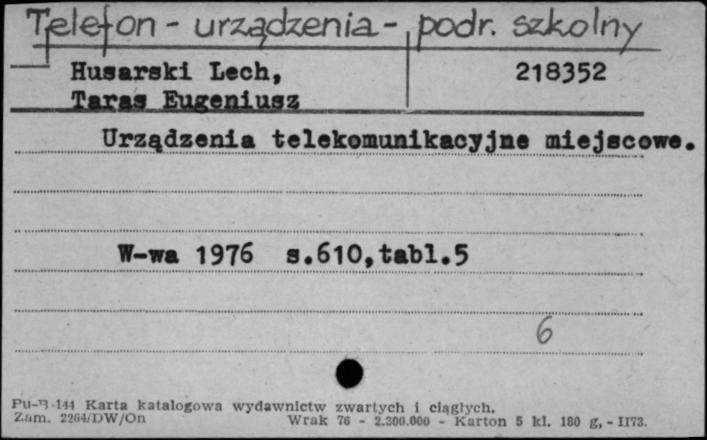 Telefon - urządzenia - podr. szkolny
Husarski Lech, 218352
Taras Eugeniusz
Urządzenia telekomunikacyjne miejscowe.
W-wa 1976 s.610,tabl.5
6
Pu-B-144 Karta katalogowa wydawnictw zwartych i ciągłych.
Zam. 2264/DW/On Wrak 76 - 2.300.000 - Karton 5 kl. 180 g, - II73.